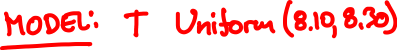 MODEL: T Uniform (8.10, 8.30)